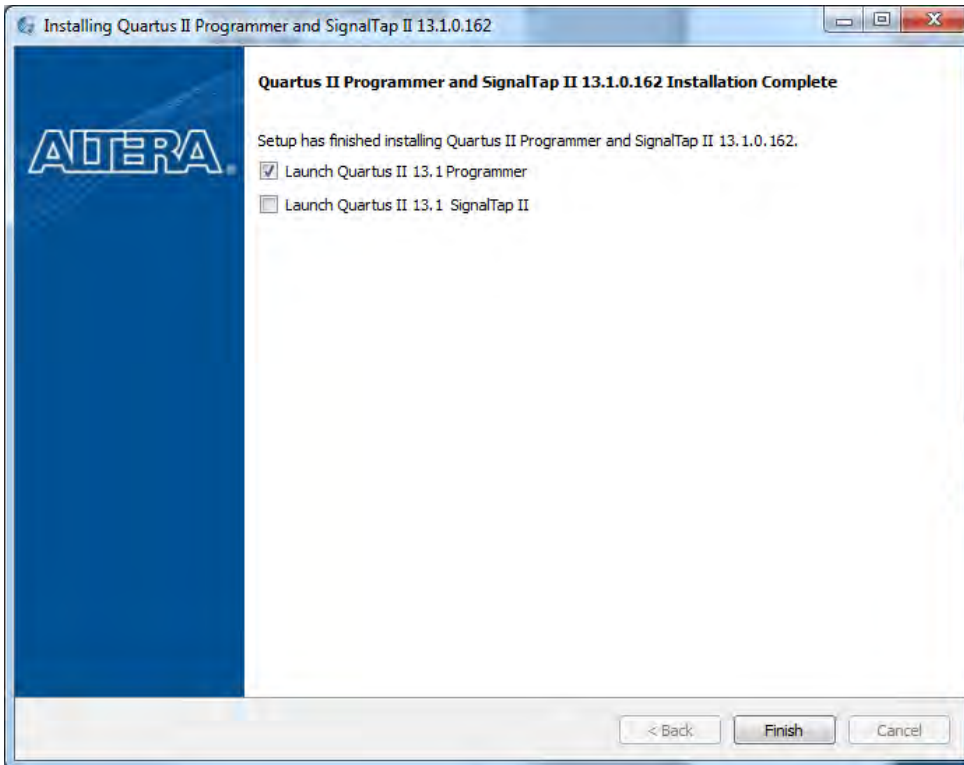 Installing Quartus II Programmer and SignalTap II 13.1.0.162
Quartus II Programmer and SignalTap II 13.1.0.162 Installation Complete
ALTERA®
Setup has finished installing Quartus II Programmer and SignalTap II 13.1.0.162.
Launch Quartus II 13.1 Programmer
Launch Quartus II 13.1 SignalTap II
< Back
Finish
Cancel